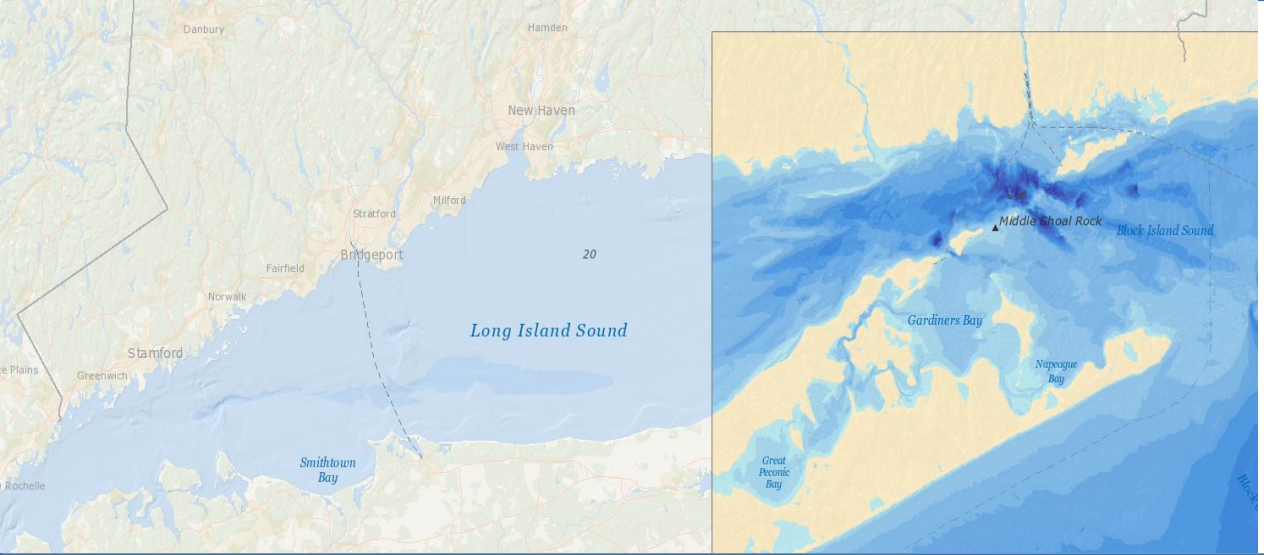 Danbury
Hamden
New Haven
West Haven
Milford
Stratford
Bridgeport
Fairfield
Norwalk
Stamford
Greenwich
e Plains
Rochelle
20
Long Island Sound
Smithtown
Bay
Middle Shoal Rock
Block Island Sound
Gardiners Bay
Napeague
Bay
Great
Peconic
Bay
Block